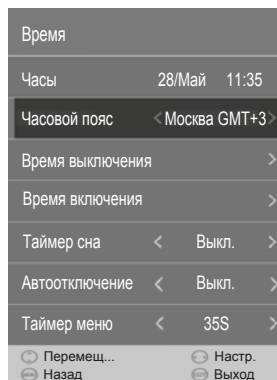 Время
Часы 28/Май 11:35
Часовой пояс < Москва GMT+3 >
Время выключения >
Время включения >
Таймер сна < Выкл. >
Автоотключение < Выкл. >
Таймер меню < 35S >
Перемещ... Настр.
Назад Выход